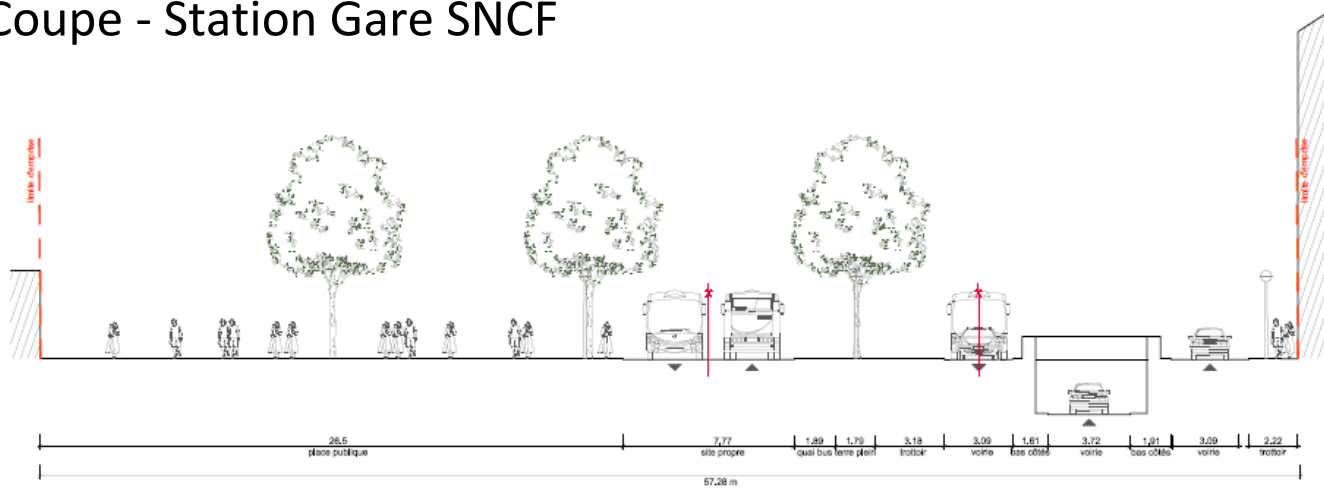 Coupe - Station Gare SNCF
limite d'emprise
limite d'emprise
26.5 7,77 1.89 1.79 3.18 3.09 1.61 3.72 1,91 3.09 2.22
place publique site propre quai bus terre plein trottoir voirie bas côtés voirie bas côtés voirie trottoir
57.28 m